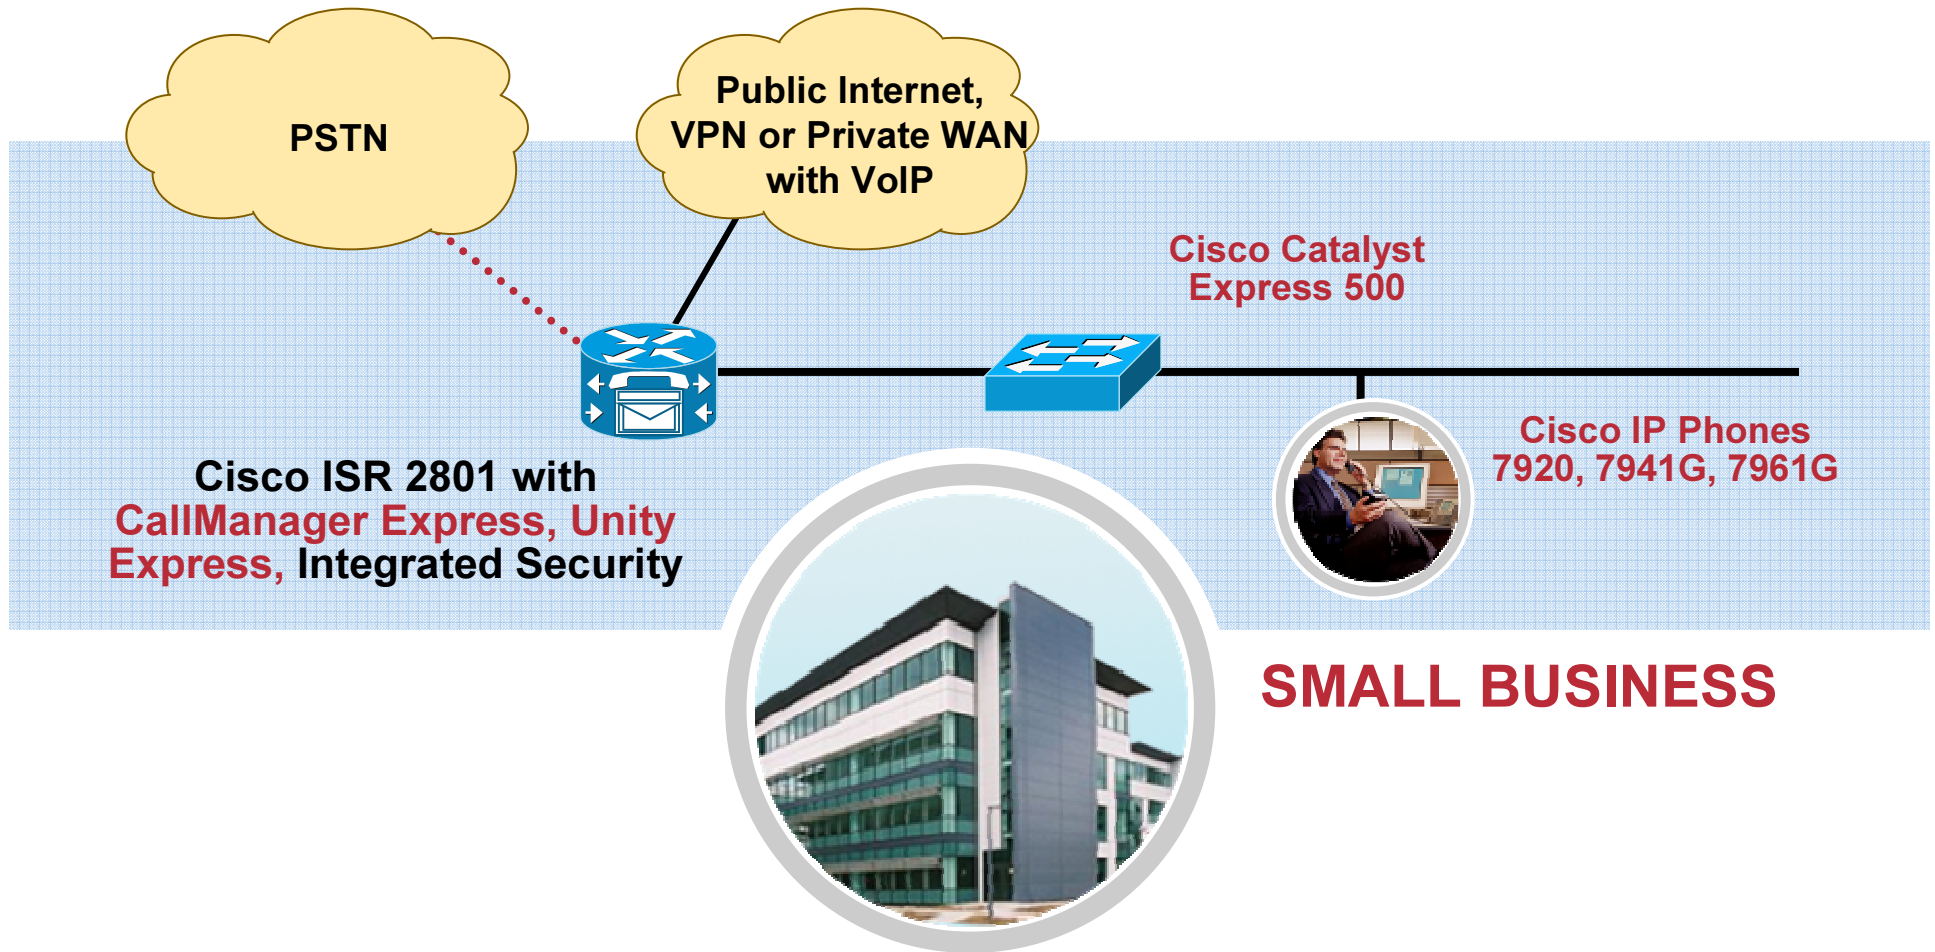 PSTN
Public Internet,
VPN or Private WAN
with VoIP
Cisco Catalyst
Express 500
Cisco IP Phones
7920, 7941G, 7961G
Cisco ISR 2801 with
CallManager Express, Unity
Express, Integrated Security
SMALL BUSINESS